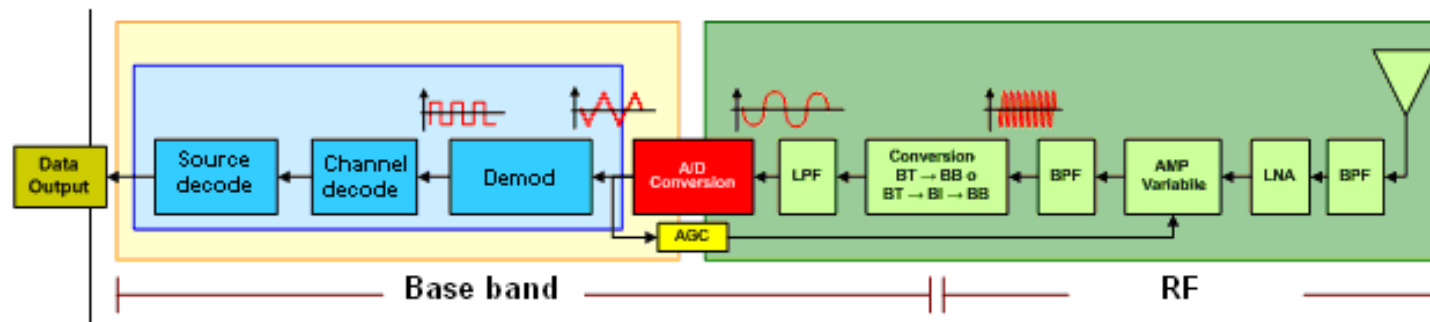 Data
Output
Source
decode
Channel
decode
Demod
A/D
Conversion
LPF
Conversion
BT → BB o
BT → BI → BB
BPF
AMP
Variabile
LNA
BPF
AGC
Base band
RF